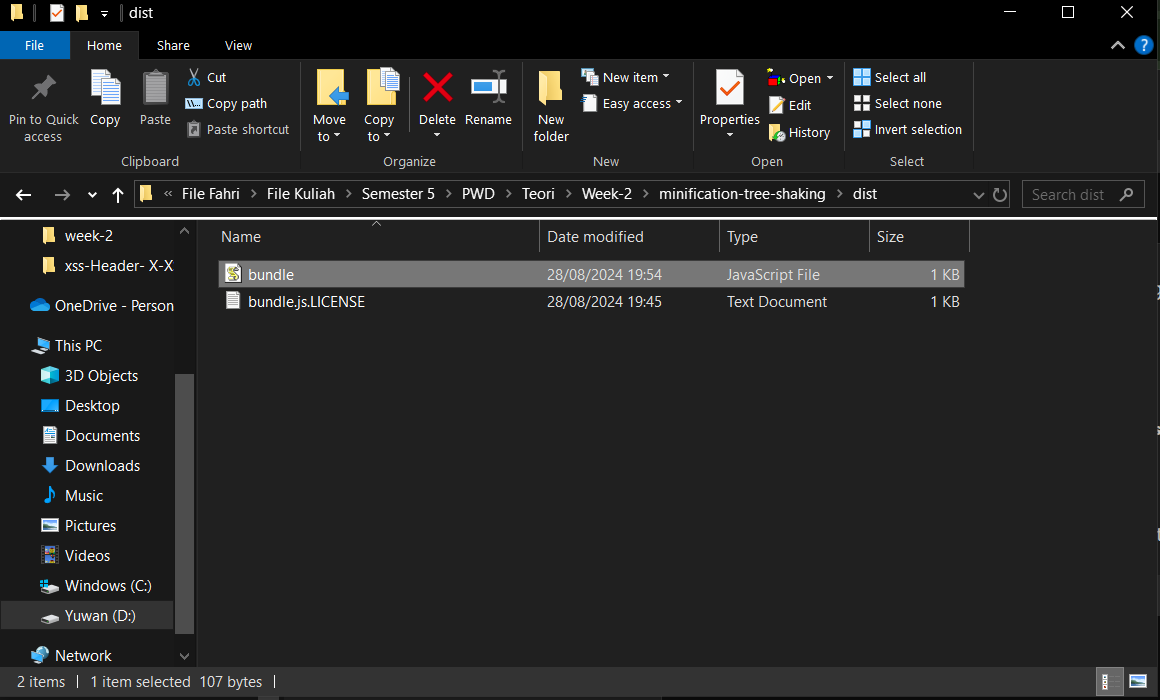 dist
File Home Share View
Pin to Quick access
Copy
Paste
Cut
Copy path
Paste shortcut
Clipboard
Move to
Copy to
Delete
Rename
Organize
New folder
New item
Easy access
New
Properties
Open
Edit
History
Open
Select all
Select none
Invert selection
Select
« File Fahri > File Kuliah > Semester 5 > PWD > Teori > Week-2 > minification-tree-shaking > dist
Search dist
week-2
xss-Header- X-X
OneDrive - Person
This PC
3D Objects
Desktop
Documents
Downloads
Music
Pictures
Videos
Windows (C:)
Yuwan (D:)
Network
Name Date modified Type Size
bundle 28/08/2024 19:54 JavaScript File 1 KB
bundle.js.LICENSE 28/08/2024 19:45 Text Document 1 KB
2 items 1 item selected 107 bytes